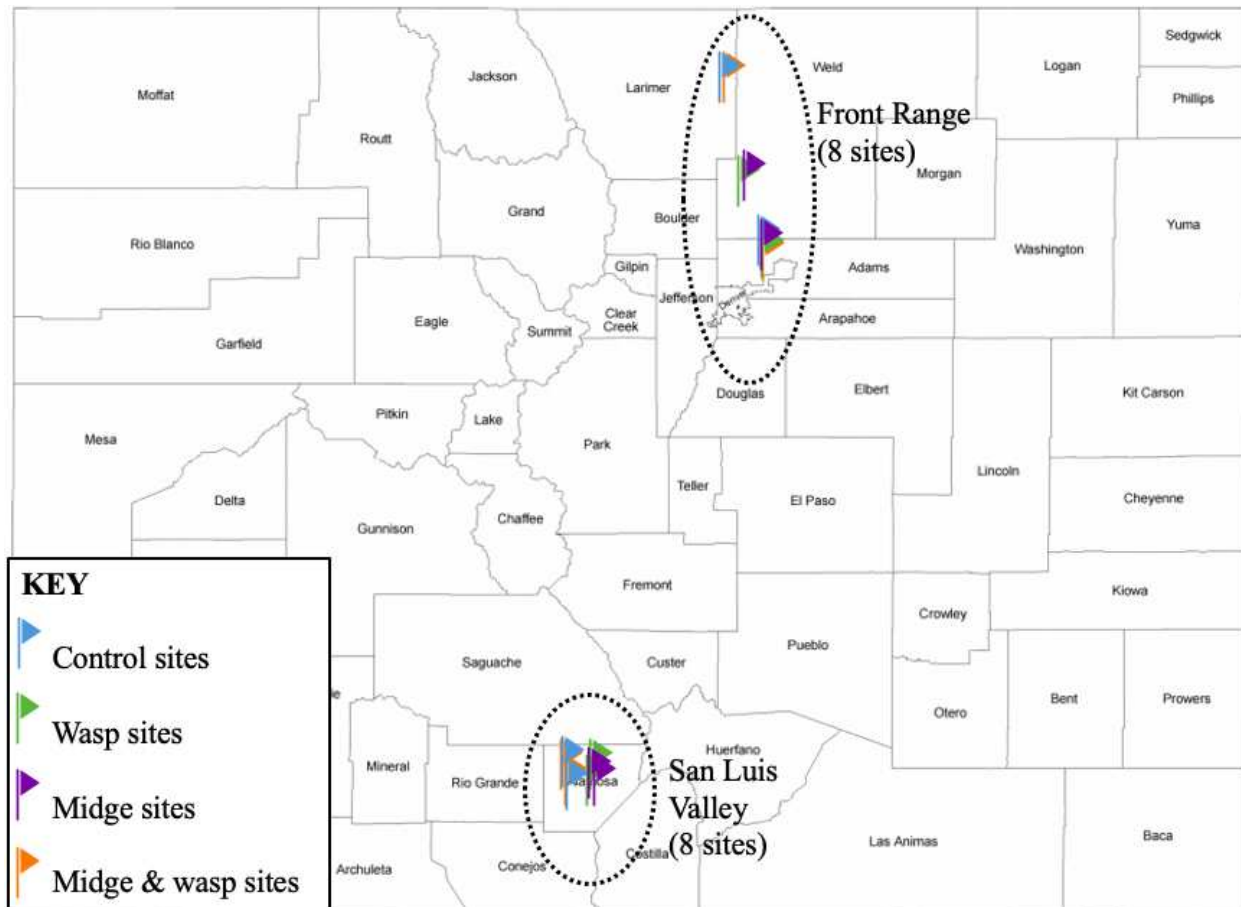 Sedgwick
Moffat
Jackson
Larimer
Weld
Logan
Phillips
Routt
Front Range
(8 sites)
Morgan
Grand
Boulder
Yuma
Rio Blanco
Washington
Gilpin
Adams
Jefferson
Denver
Eagle
Clear
Creek
Summit
Arapahoe
Garfield
Douglas
Elbert
Kit Carson
Pitkin
Lake
Mesa
Park
Lincoln
Delta
Teller
El Paso
Cheyenne
Chaffee
Gunnison
KEY
Fremont
Kiowa
Crowley
Control sites
Pueblo
Saguache
Custer
Bent
Prowers
Otero
Wasp sites
Huerfano
Mineral
Rio Grande
San Luis
Valley
(8 sites)
Midge sites
Las Animas
Baca
Costilla
Conejos
Archuleta
Midge & wasp sites